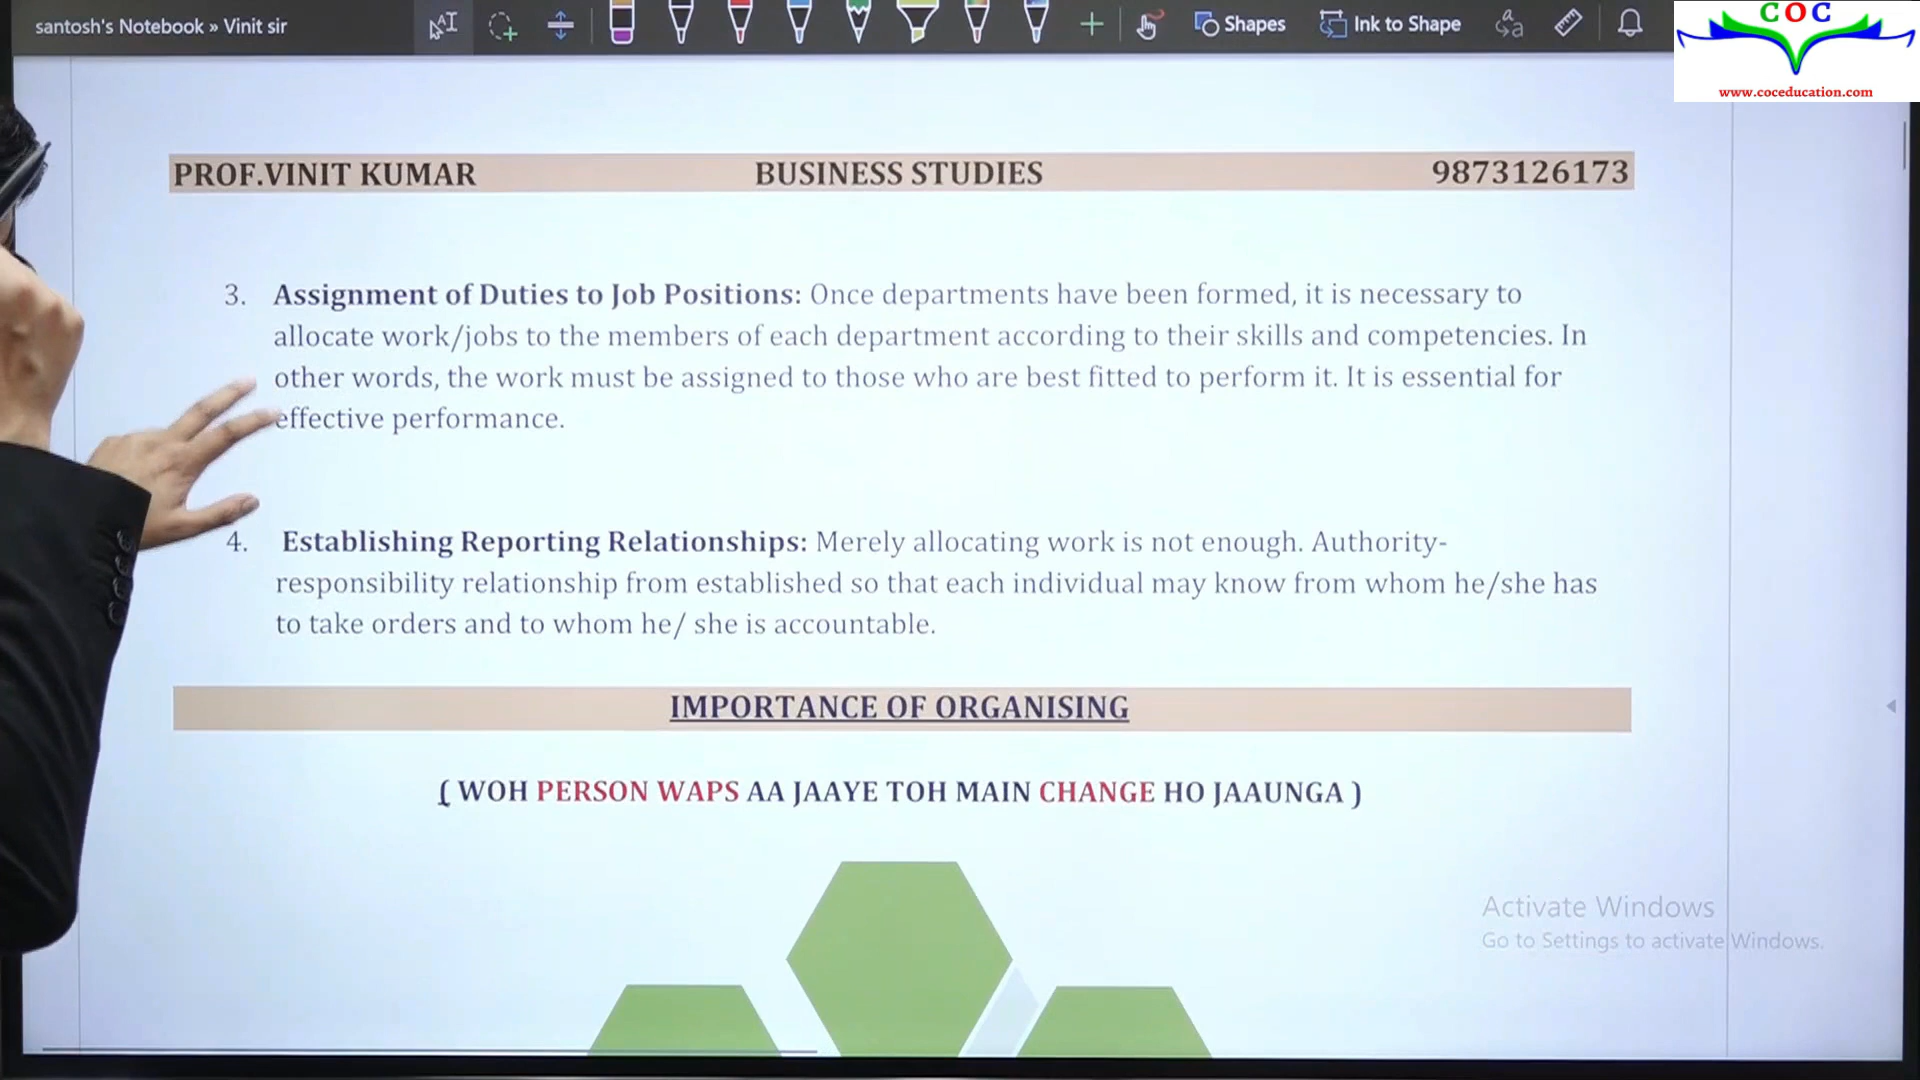 santosh's Notebook » Vinit sir
Shapes
Ink to Shape
COC
www.coceducation.com
PROF.VINIT KUMAR BUSINESS STUDIES 9873126173
3. Assignment of Duties to Job Positions: Once departments have been formed, it is necessary to
allocate work/jobs to the members of each department according to their skills and competencies. In
other words, the work must be assigned to those who are best fitted to perform it. It is essential for
effective performance.
4. Establishing Reporting Relationships: Merely allocating work is not enough. Authority-
responsibility relationship from established so that each individual may know from whom he/she has
to take orders and to whom he/ she is accountable.
IMPORTANCE OF ORGANISING
( WOH PERSON WAPS AA JAAYE TOH MAIN CHANGE HO JAAUNGA )
Activate Windows
Go to Settings to activate Windows.